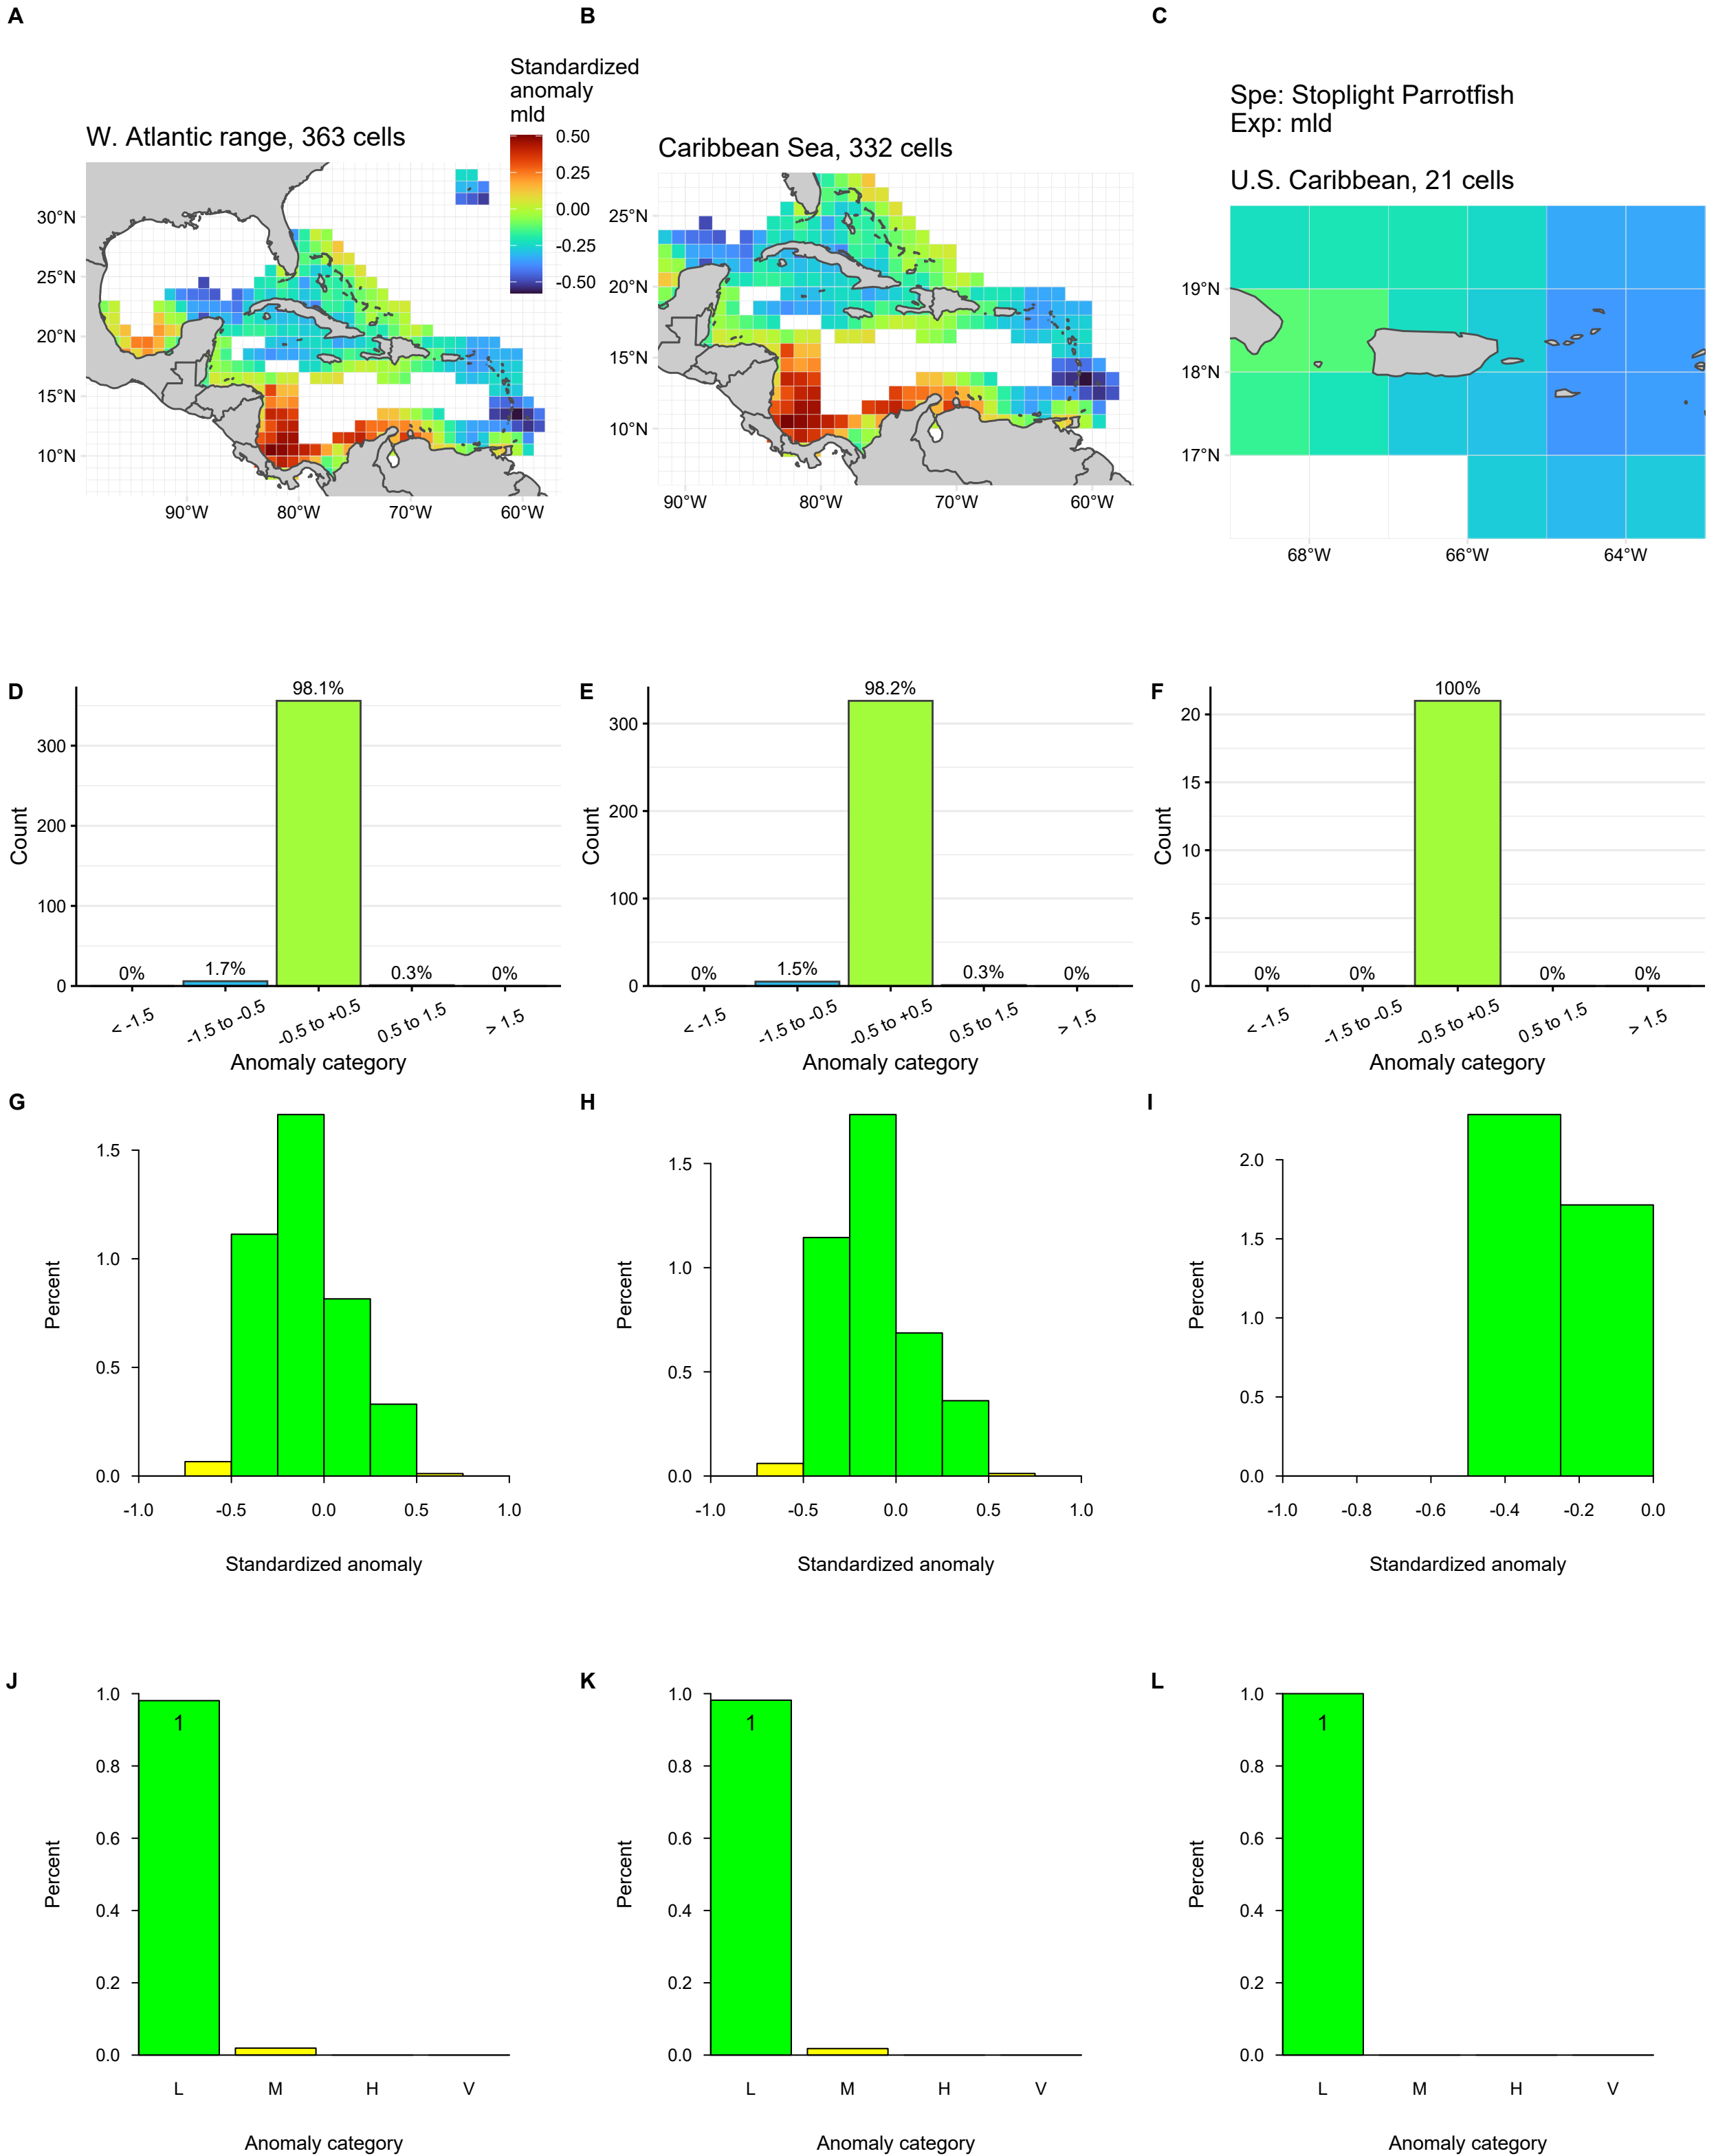 A
B
C
Standardized
anomaly
mld
0.50
0.25
0.00
-0.25
-0.50
W. Atlantic range, 363 cells
30°N
25°N
20°N
15°N
10°N
90°W
80°W
70°W
60°W
Caribbean Sea, 332 cells
25°N
20°N
15°N
10°N
90°W
80°W
70°W
60°W
Spe: Stoplight Parrotfish
Exp: mld
U.S. Caribbean, 21 cells
19°N
18°N
17°N
68°W
66°W
64°W
D
Count
300
200
100
0
0%
1.7%
98.1%
0.3%
0%
< -1.5
-1.5 to -0.5
-0.5 to +0.5
0.5 to 1.5
> 1.5
Anomaly category
E
Count
300
200
100
0
0%
1.5%
98.2%
0.3%
0%
< -1.5
-1.5 to -0.5
-0.5 to +0.5
0.5 to 1.5
> 1.5
Anomaly category
F
Count
20
15
10
5
0
0%
0%
100%
0%
0%
< -1.5
-1.5 to -0.5
-0.5 to +0.5
0.5 to 1.5
> 1.5
Anomaly category
G
Percent
1.5
1.0
0.5
0.0
-1.0
-0.5
0.0
0.5
1.0
Standardized anomaly
H
Percent
1.5
1.0
0.5
0.0
-1.0
-0.5
0.0
0.5
1.0
Standardized anomaly
I
Percent
2.0
1.5
1.0
0.5
0.0
-1.0
-0.8
-0.6
-0.4
-0.2
0.0
Standardized anomaly
J
Percent
1.0
0.8
0.6
0.4
0.2
0.0
1
L
M
H
V
Anomaly category
K
Percent
1.0
0.8
0.6
0.4
0.2
0.0
1
L
M
H
V
Anomaly category
L
Percent
1.0
0.8
0.6
0.4
0.2
0.0
1
L
M
H
V
Anomaly category